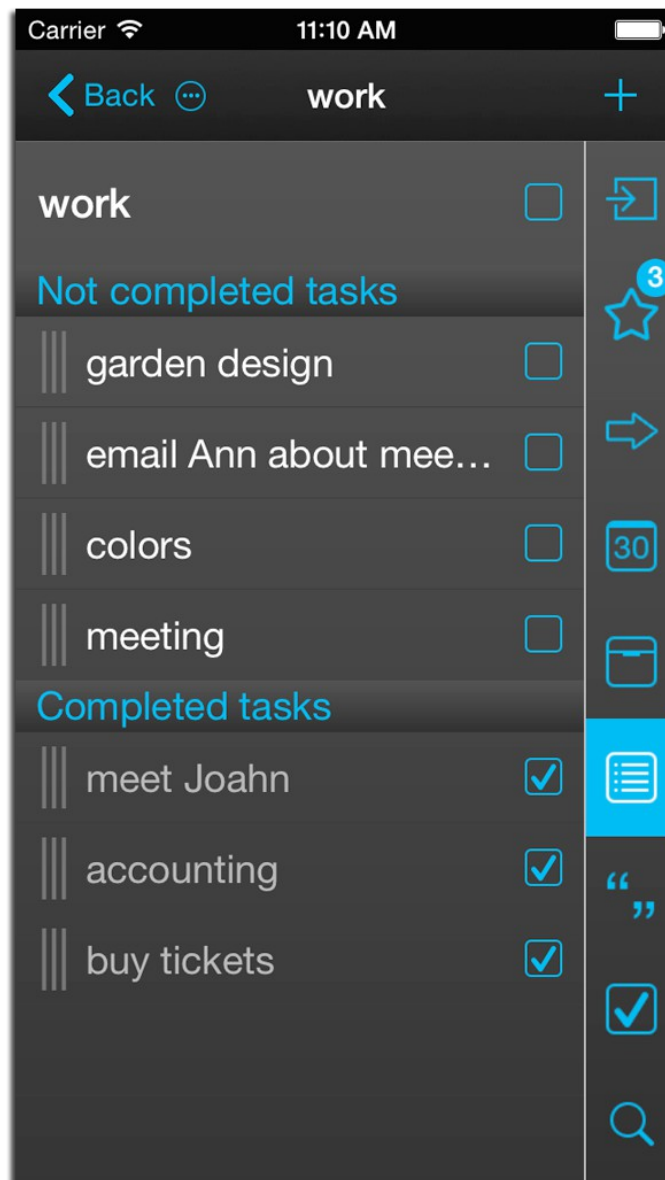 Carrier 11:10 AM
Back work +
work
3
Not completed tasks
garden design
email Ann about mee...
colors
30
meeting
Completed tasks
meet Joahn
accounting
“ ”
buy tickets